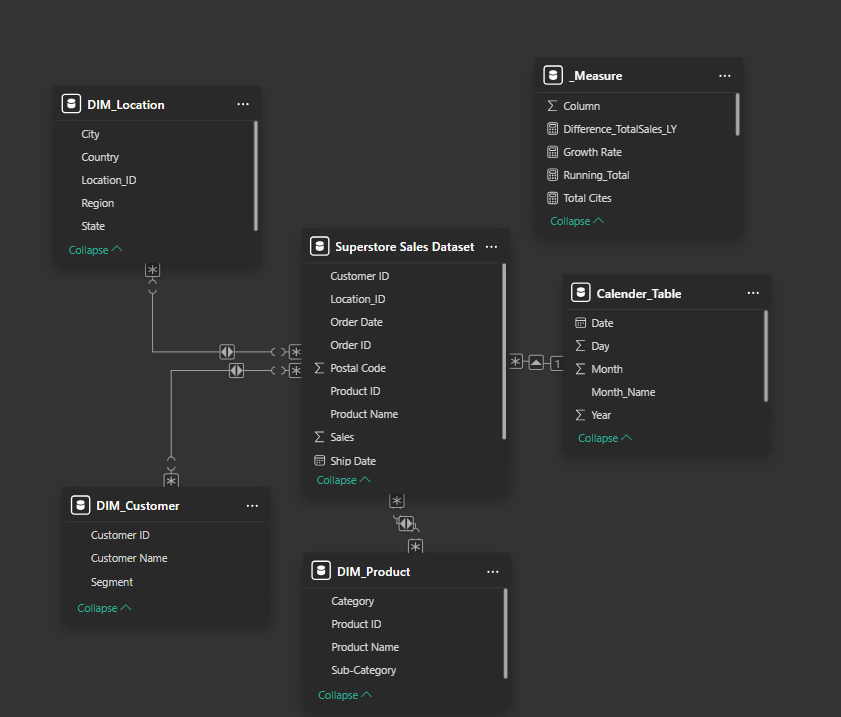 DIM_Location
City
Country
Location_ID
Region
State
Collapse
_Measure
Column
Difference_TotalSales_LY
Growth Rate
Running_Total
Total Cites
Collapse
Superstore Sales Dataset
Customer ID
Location_ID
Order Date
Order ID
Postal Code
Product ID
Product Name
Sales
Ship Date
Collapse
Calender_Table
Date
Day
Month
Month_Name
Year
Collapse
* * * * 1
DIM_Customer
Customer ID
Customer Name
Segment
Collapse
* * *
DIM_Product
Category
Product ID
Product Name
Sub-Category
Collapse